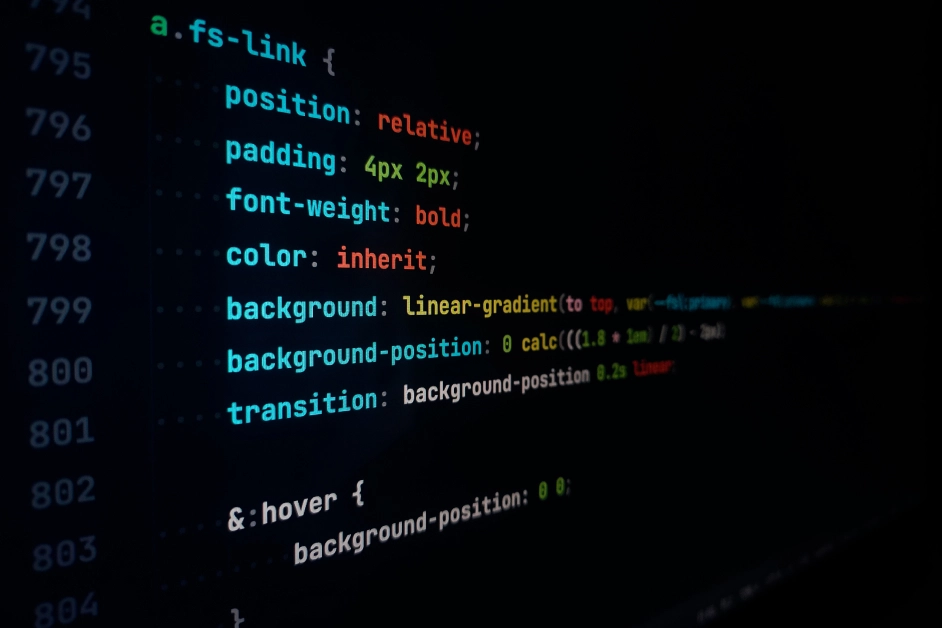 794
a.fs-link {
795 position: relative;
796 padding: 4px 2px;
797 font-weight: bold;
798 color: inherit;
799 background: linear-gradient(to top, var(--fsl:primary)
800 background-position: 0 calc(((1.8 * 1em) / 2) - 2px);
801 transition: background-position 0.2s linear;
802
803 &:hover {
804 background-position: 0 0;
}